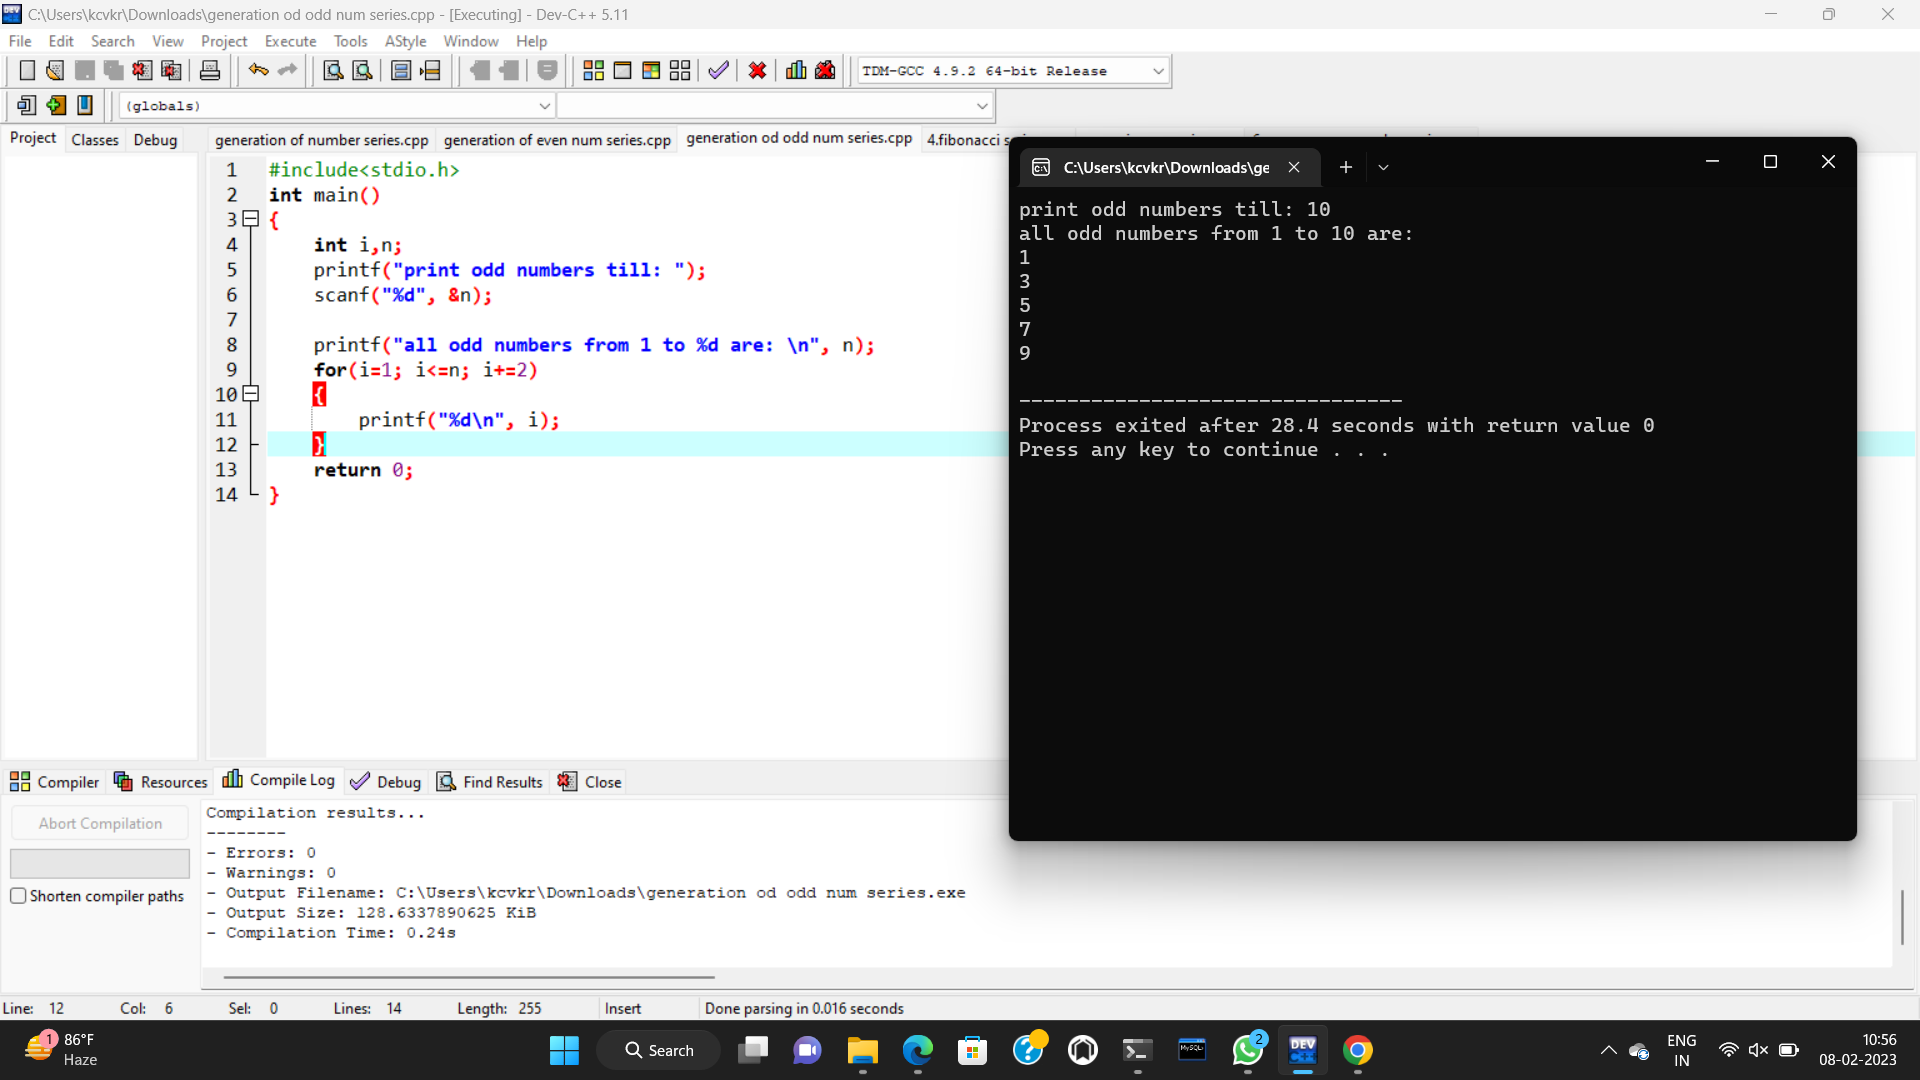 C:\Users\kcvkr\Downloads\generation od odd num series.cpp - [Executing] - Dev-C++ 5.11
File Edit Search View Project Execute Tools AStyle Window Help
TDM-GCC 4.9.2 64-bit Release
(globals)
Project Classes Debug
generation of number series.cpp generation of even num series.cpp generation od odd num series.cpp 4.fibonacci
1 #include<stdio.h>
2 int main()
3 {
4 int i,n;
5 printf("print odd numbers till: ");
6 scanf("%d", &n);
7
8 printf("all odd numbers from 1 to %d are: \n", n);
9 for(i=1; i<=n; i+=2)
10 {
11 printf("%d\n", i);
12 }
13 return 0;
14 }
C:\Users\kcvkr\Downloads\ge
print odd numbers till: 10
all odd numbers from 1 to 10 are:
1
3
5
7
9
--------------------------------
Process exited after 28.4 seconds with return value 0
Press any key to continue . . .
Compiler Resources Compile Log Debug Find Results Close
Abort Compilation
Shorten compiler paths
Compilation results...
--------
- Errors: 0
- Warnings: 0
- Output Filename: C:\Users\kcvkr\Downloads\generation od odd num series.exe
- Output Size: 128.6337890625 KiB
- Compilation Time: 0.24s
Line: 12 Col: 6 Sel: 0 Lines: 14 Length: 255 Insert Done parsing in 0.016 seconds
1
86°F
Haze
Search
MySQL
2
DEV
C++
ENG
IN
10:56
08-02-2023